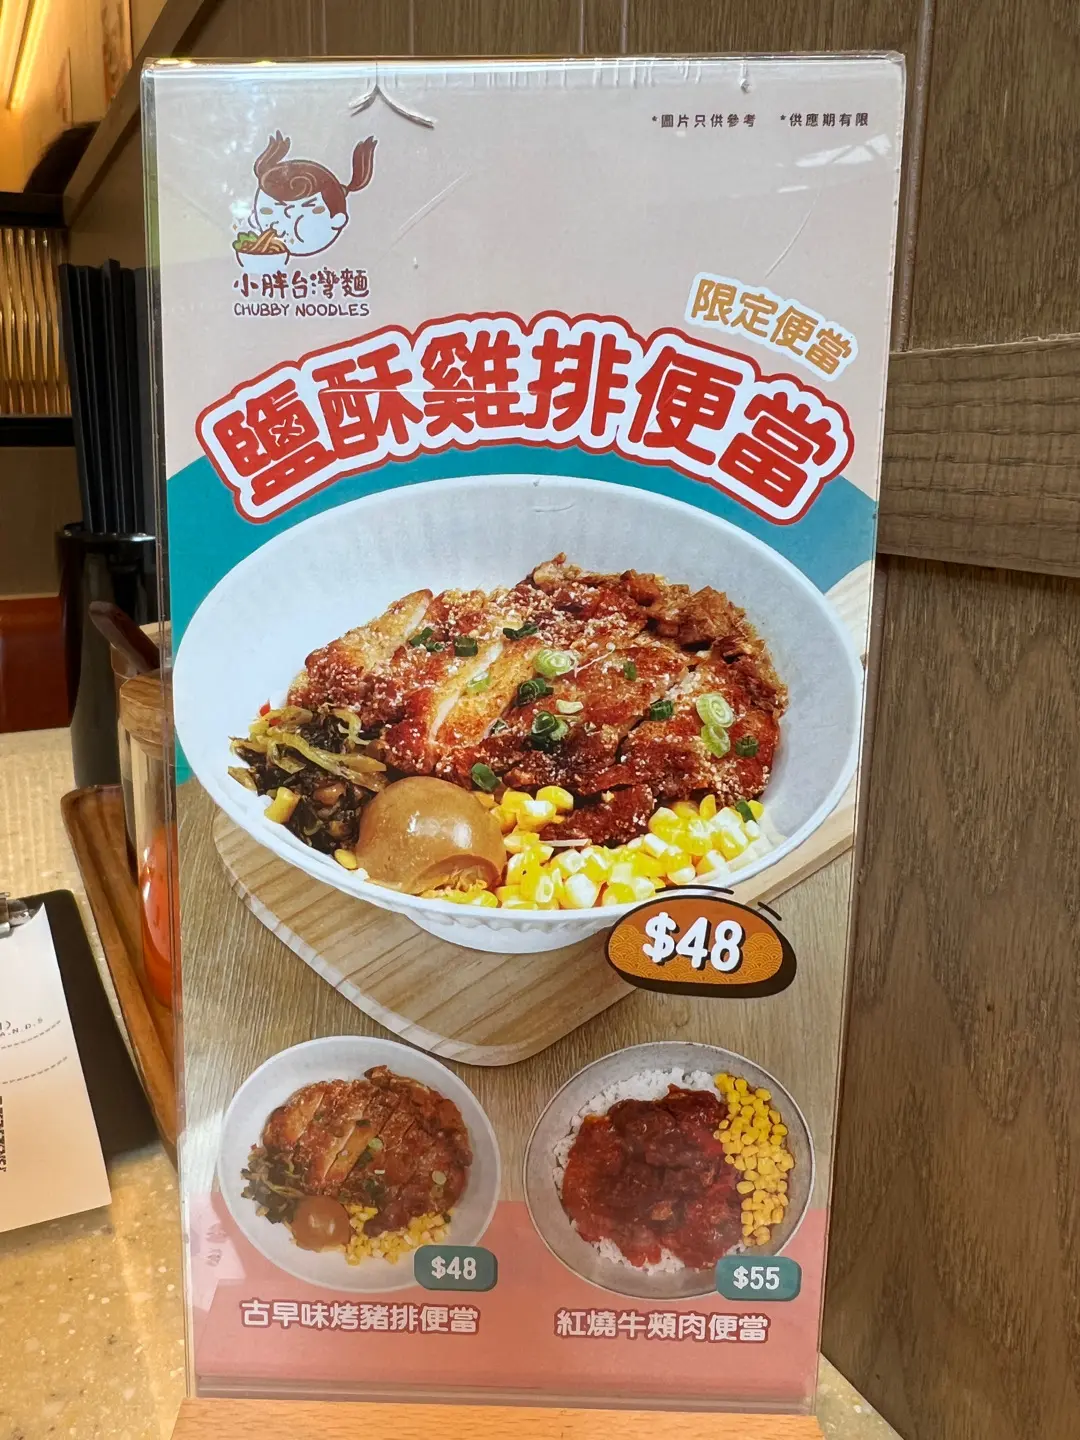 *圖片只供參考 *供應期有限
小胖台灣麵
CHUBBY NOODLES
限定便當
鹽酥雞排便當
$48
$48
$55
古早味烤豬排便當
紅燒牛頰肉便當